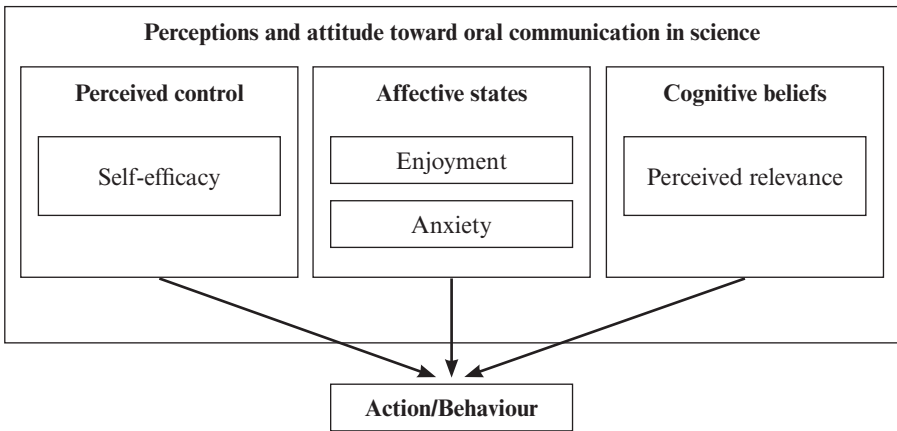 Perceptions and attitude toward oral communication in science
Perceived control
Self-efficacy
Affective states
Enjoyment
Anxiety
Cognitive beliefs
Perceived relevance
Action/Behaviour